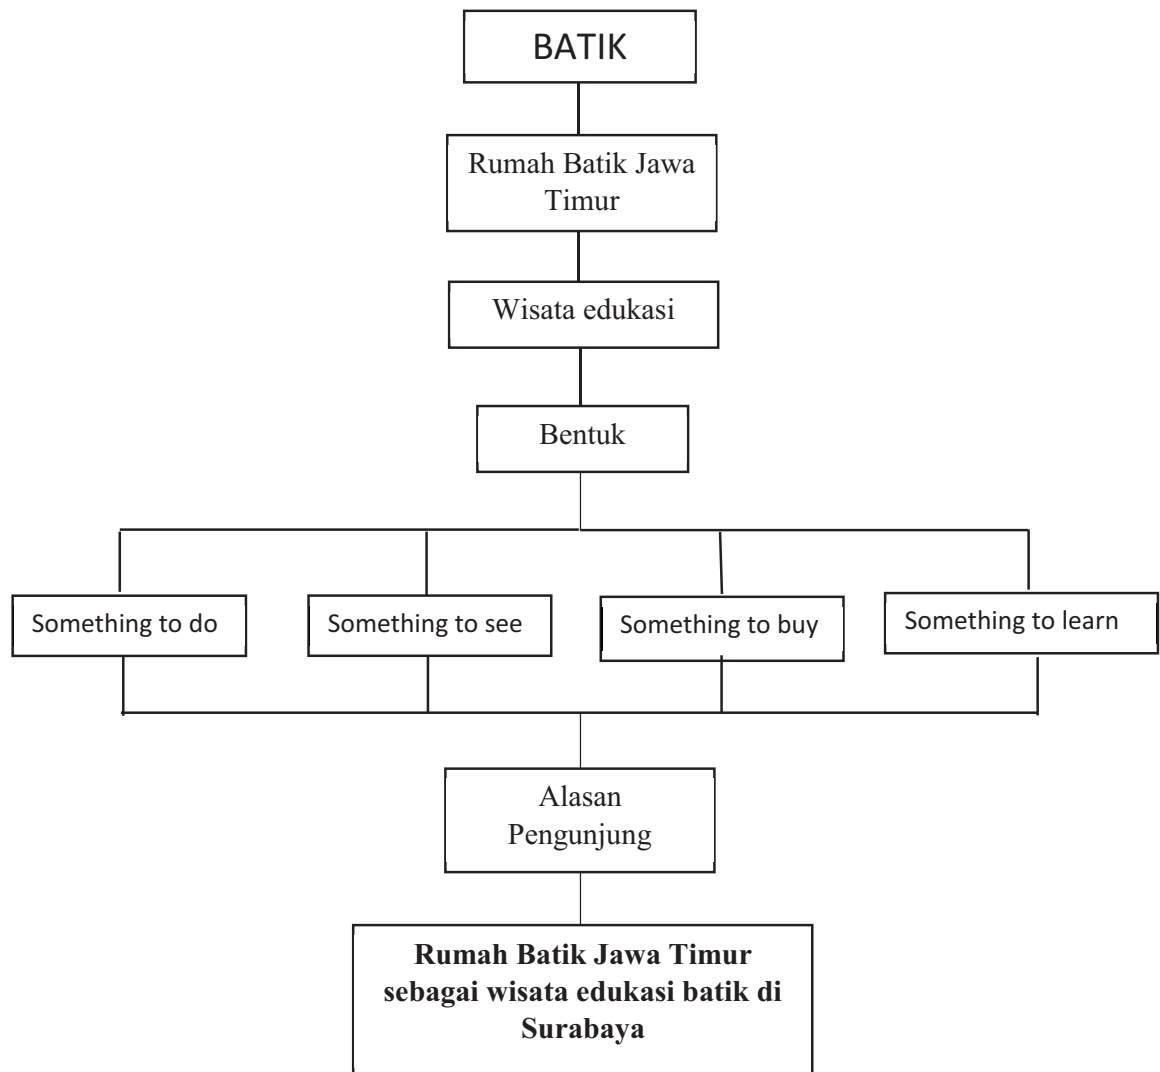 BATIK
Rumah Batik Jawa
Timur
Wisata edukasi
Bentuk
Something to do
Something to see
Something to buy
Something to learn
Alasan
Pengunjung
Rumah Batik Jawa Timur
sebagai wisata edukasi batik di
Surabaya